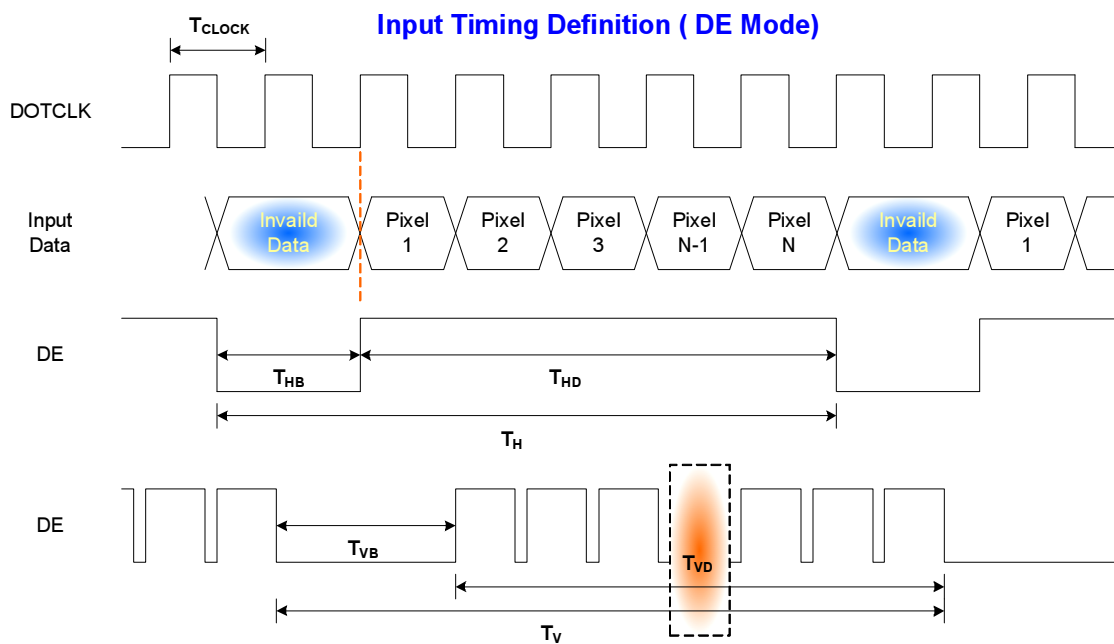 Input Timing Definition ( DE Mode)
TCLOCK
DOTCLK
Input
Data
Invaild
Data
Pixel
1
Pixel
2
Pixel
3
Pixel
N-1
Pixel
N
Invaild
Data
Pixel
1
DE
THB
THD
TH
DE
TVB
TVD
TV